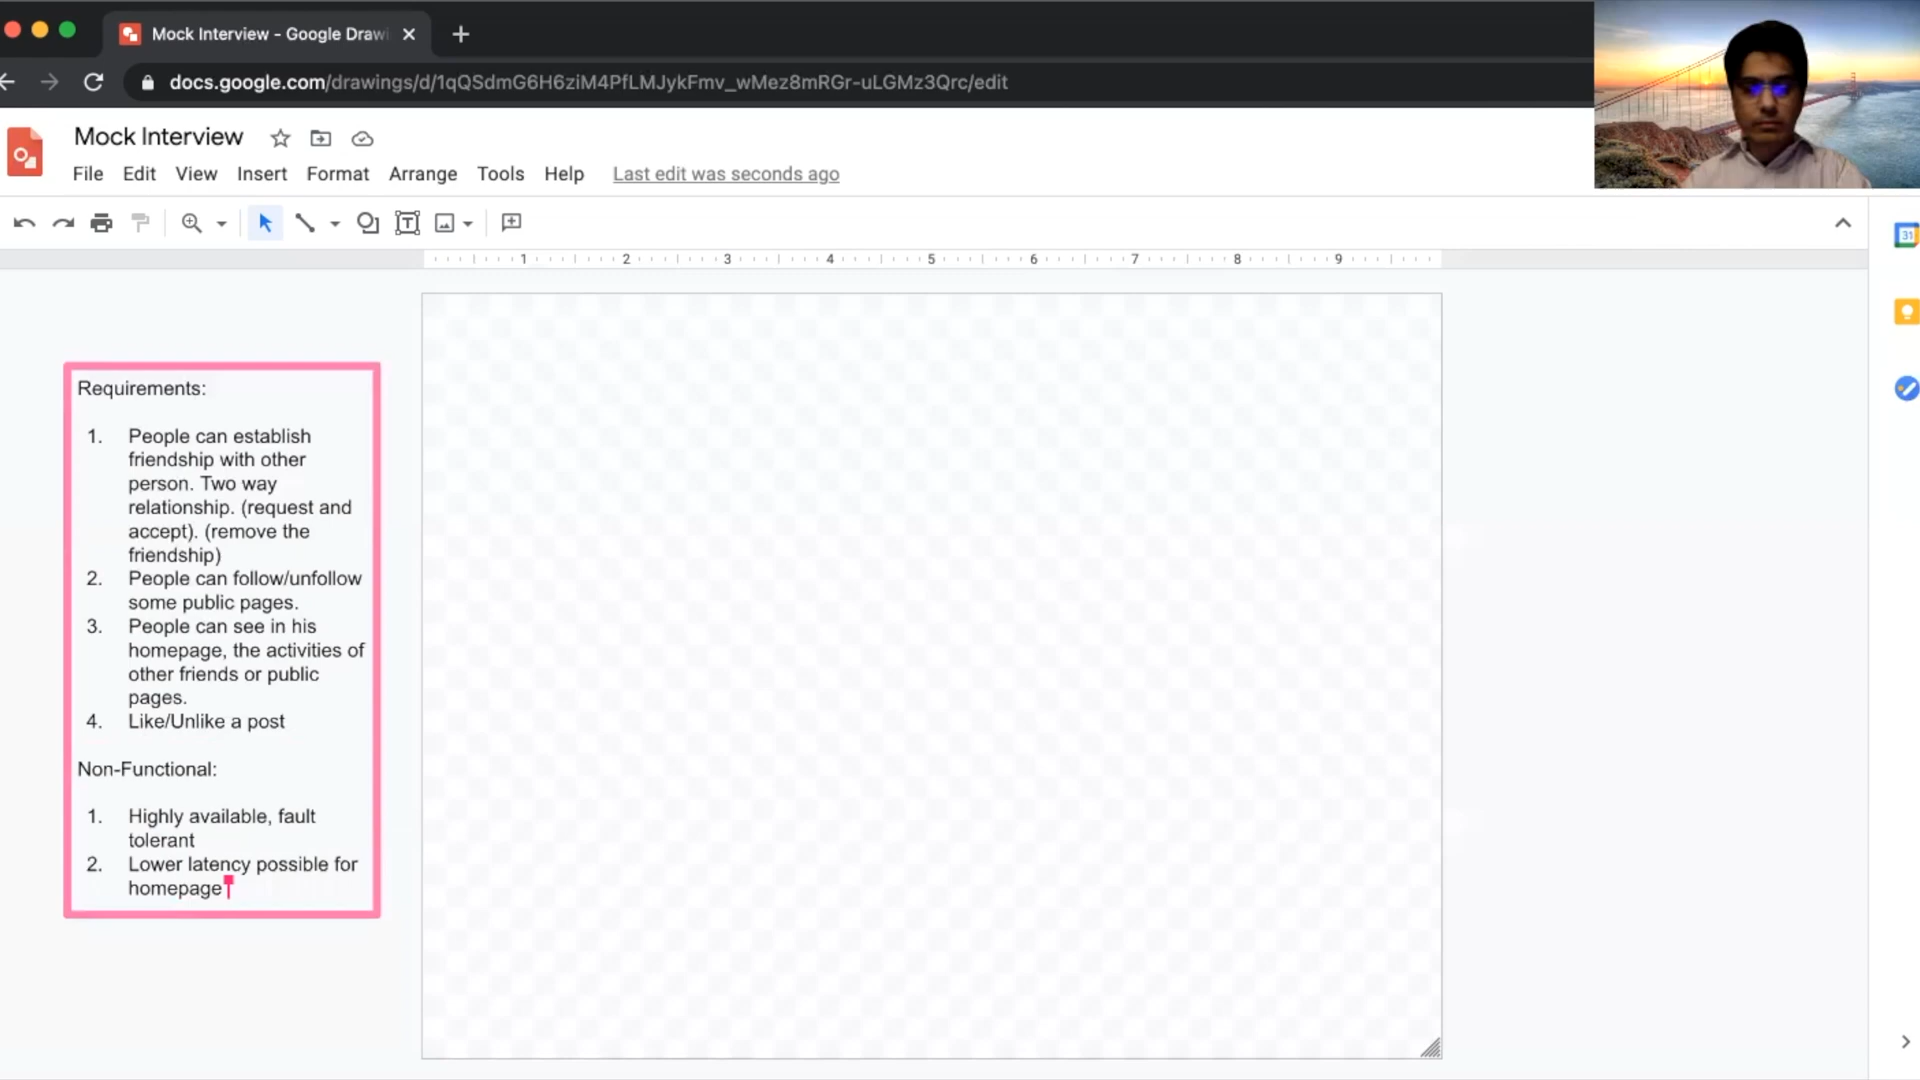 Mock Interview - Google Drawi
docs.google.com/drawings/d/1qQSdmG6H6ziM4PfLMJykFmv_wMez8mRGr-uLGMz3Qrc/edit
Mock Interview
File Edit View Insert Format Arrange Tools Help Last edit was seconds ago
1 2 3 4 5 6 7 8 9
31
Requirements:
1. People can establish
friendship with other
person. Two way
relationship. (request and
accept). (remove the
friendship)
2. People can follow/unfollow
some public pages.
3. People can see in his
homepage, the activities of
other friends or public
pages.
4. Like/Unlike a post
Non-Functional:
1. Highly available, fault
tolerant
2. Lower latency possible for
homepage